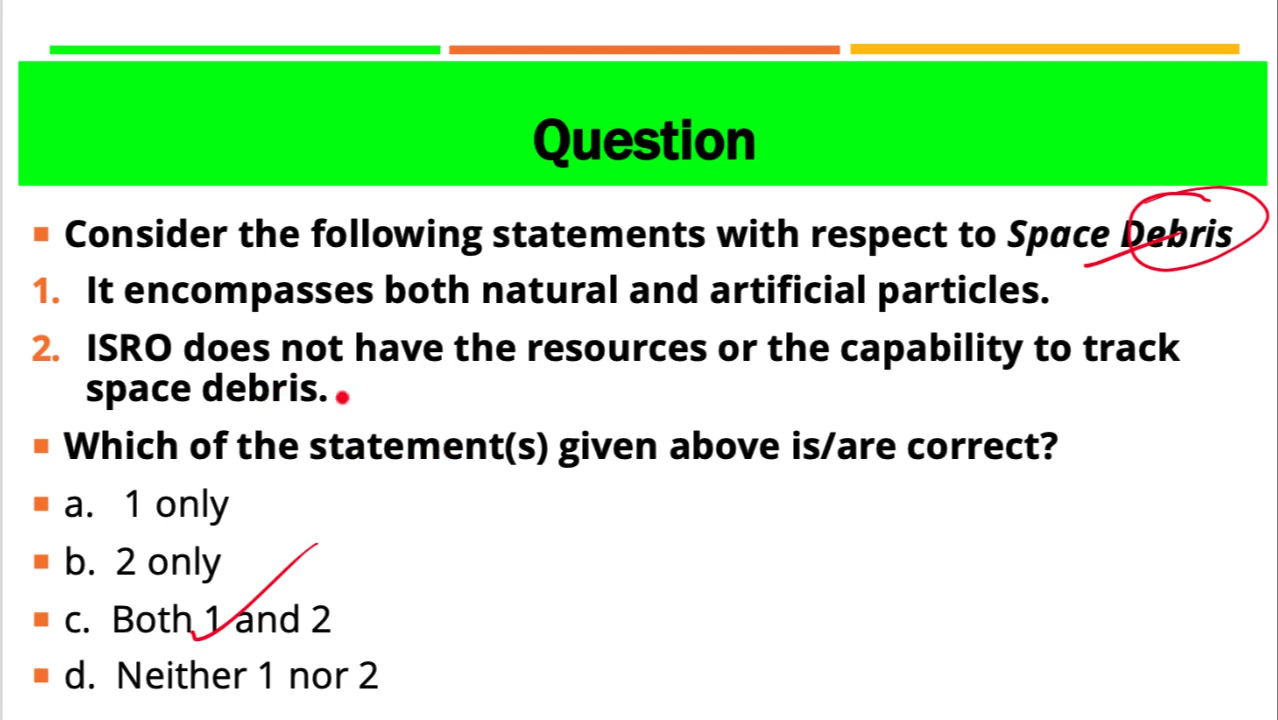 Question
Consider the following statements with respect to Space Debris
1. It encompasses both natural and artificial particles.
2. ISRO does not have the resources or the capability to track
space debris.
Which of the statement(s) given above is/are correct?
a. 1 only
b. 2 only
c. Both 1 and 2
d. Neither 1 nor 2